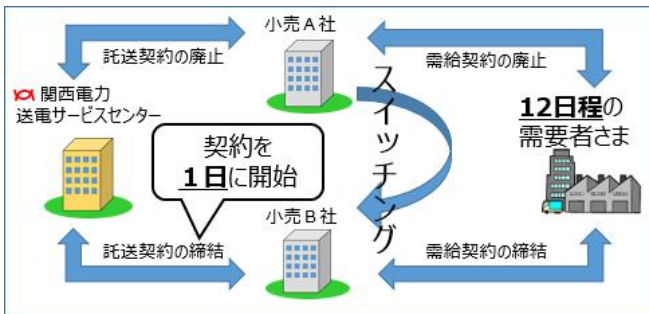 小売A社
託送契約の廃止
需給契約の廃止
関西電力
送電サービスセンター
スイッチング
12日程の
需要者さま
契約を
1日に開始
小売B社
託送契約の締結
需給契約の締結